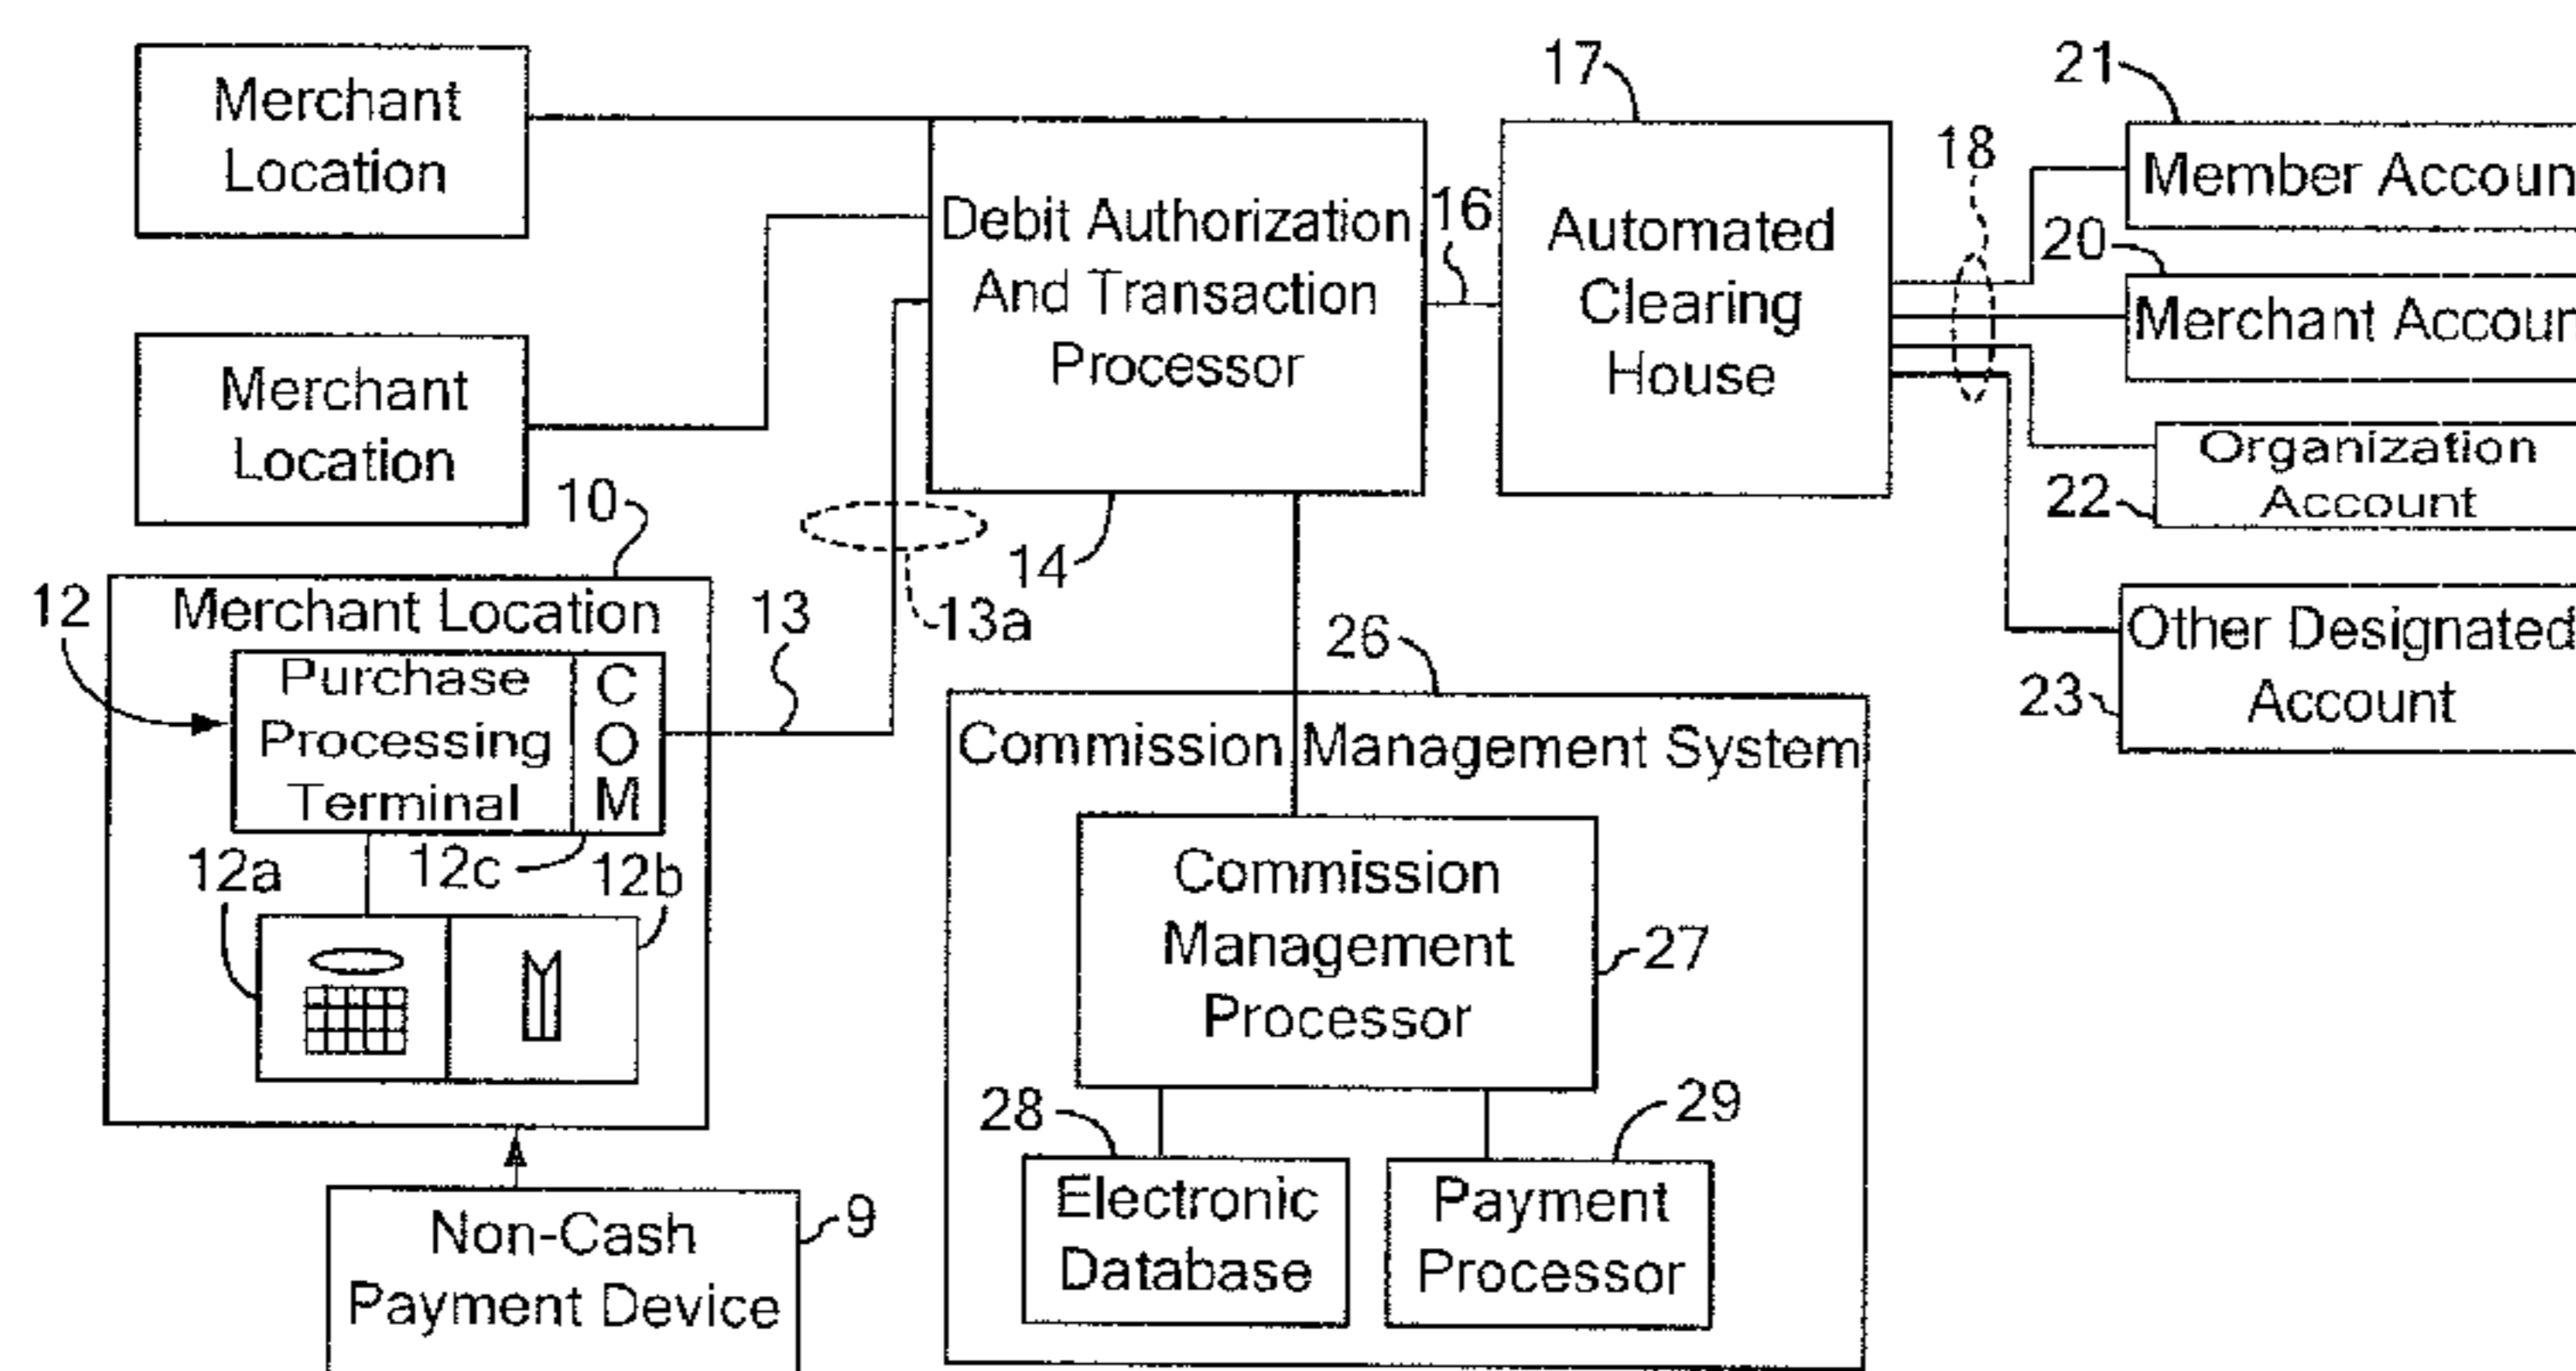 Merchant
Location
Merchant
Location
10
Merchant Location
12
Purchase
Processing
Terminal
C
O
M
12a
12c
12b
13
13a
Non-Cash
Payment Device
9
Debit Authorization
And Transaction
Processor
14
16
17
Automated
Clearing
House
18
21
Member Accoun
20
Merchant Accoun
Organization
Account
22
Other Designated
Account
23
26
Commission Management System
Commission
Management
Processor
27
28
Electronic
Database
29
Payment
Processor